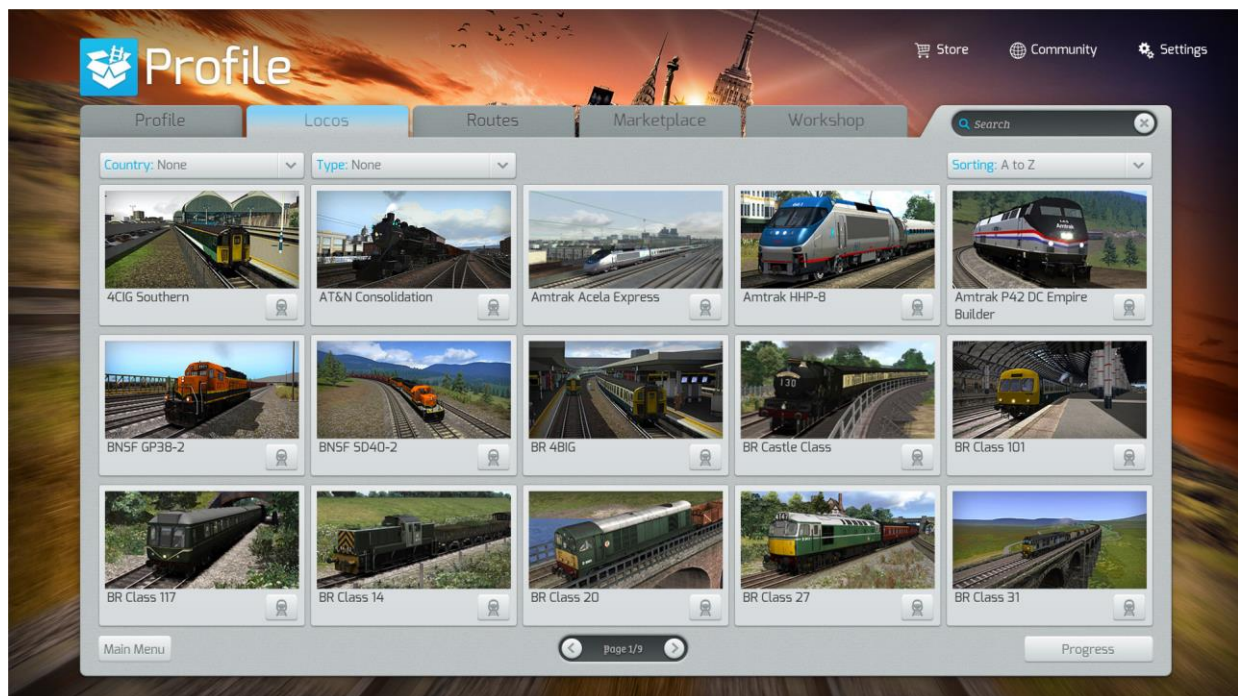 Profile
Store
Community
Settings
Profile
Locos
Routes
Marketplace
Workshop
Search
Country: None
Type: None
Sorting: A to Z
4CIG Southern
AT&N Consolidation
Amtrak Acela Express
Amtrak HHP-8
Amtrak P42 DC Empire
Builder
BNSF GP38-2
BNSF SD40-2
BR 4BIG
BR Castle Class
BR Class 101
BR Class 117
BR Class 14
BR Class 20
BR Class 27
BR Class 31
Main Menu
Page 1/9
Progress
130
Amtrak